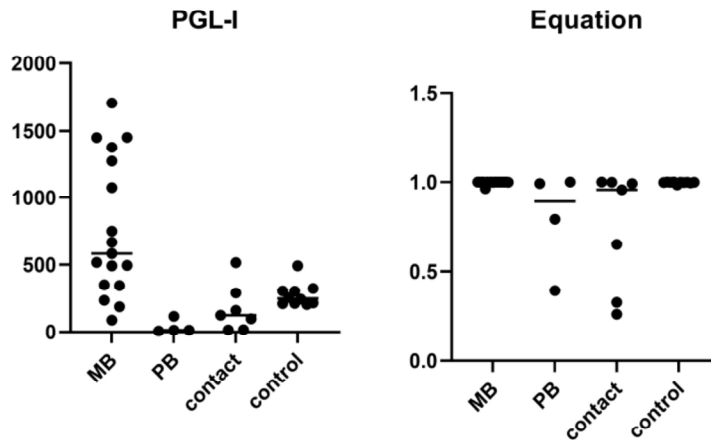 PGL-I
2000
1500
1000
500
0
MB
PB
contact
control
Equation
1.5
1.0
0.5
0.0
MB
PB
contact
control